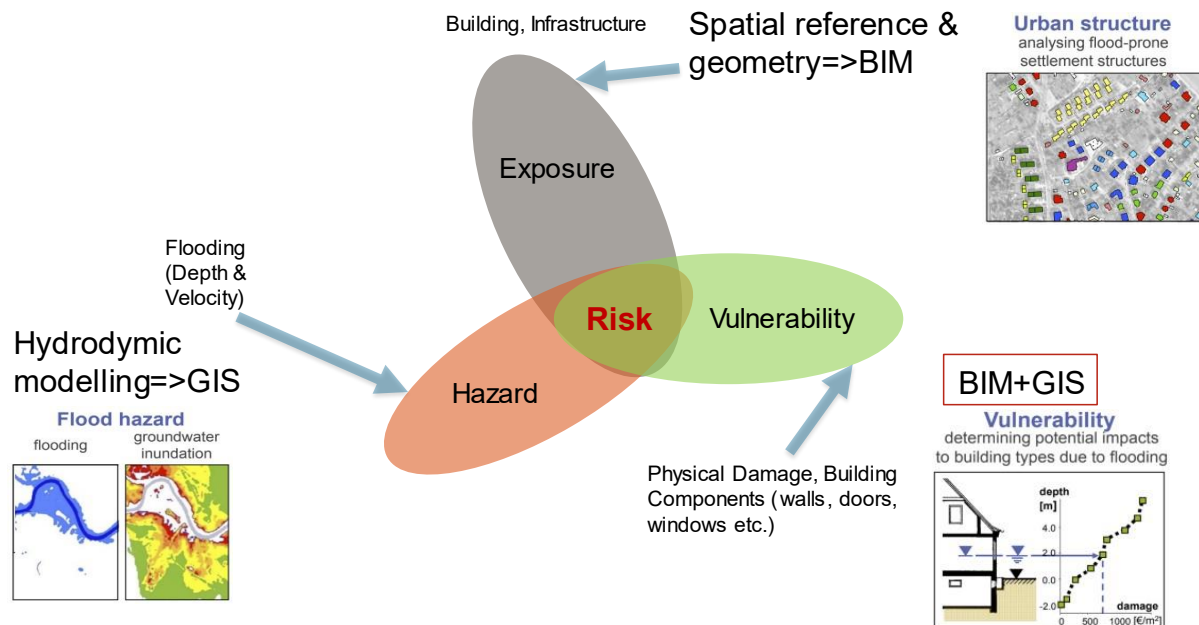 Building, Infrastructure
Spatial reference &
geometry=>BIM
Urban structure
analysing flood-prone
settlement structures
Exposure
Flooding
(Depth &
Velocity)
Risk
Vulnerability
Hydrodymic
modelling=>GIS
Hazard
Flood hazard
flooding
groundwater
inundation
Physical Damage, Building
Components (walls, doors,
windows etc.)
BIM+GIS
Vulnerability
determining potential impacts
to building types due to flooding
depth
[m]
4.0
2.0
0.0
-2.0
damage
0 500 1000 [€/m²]